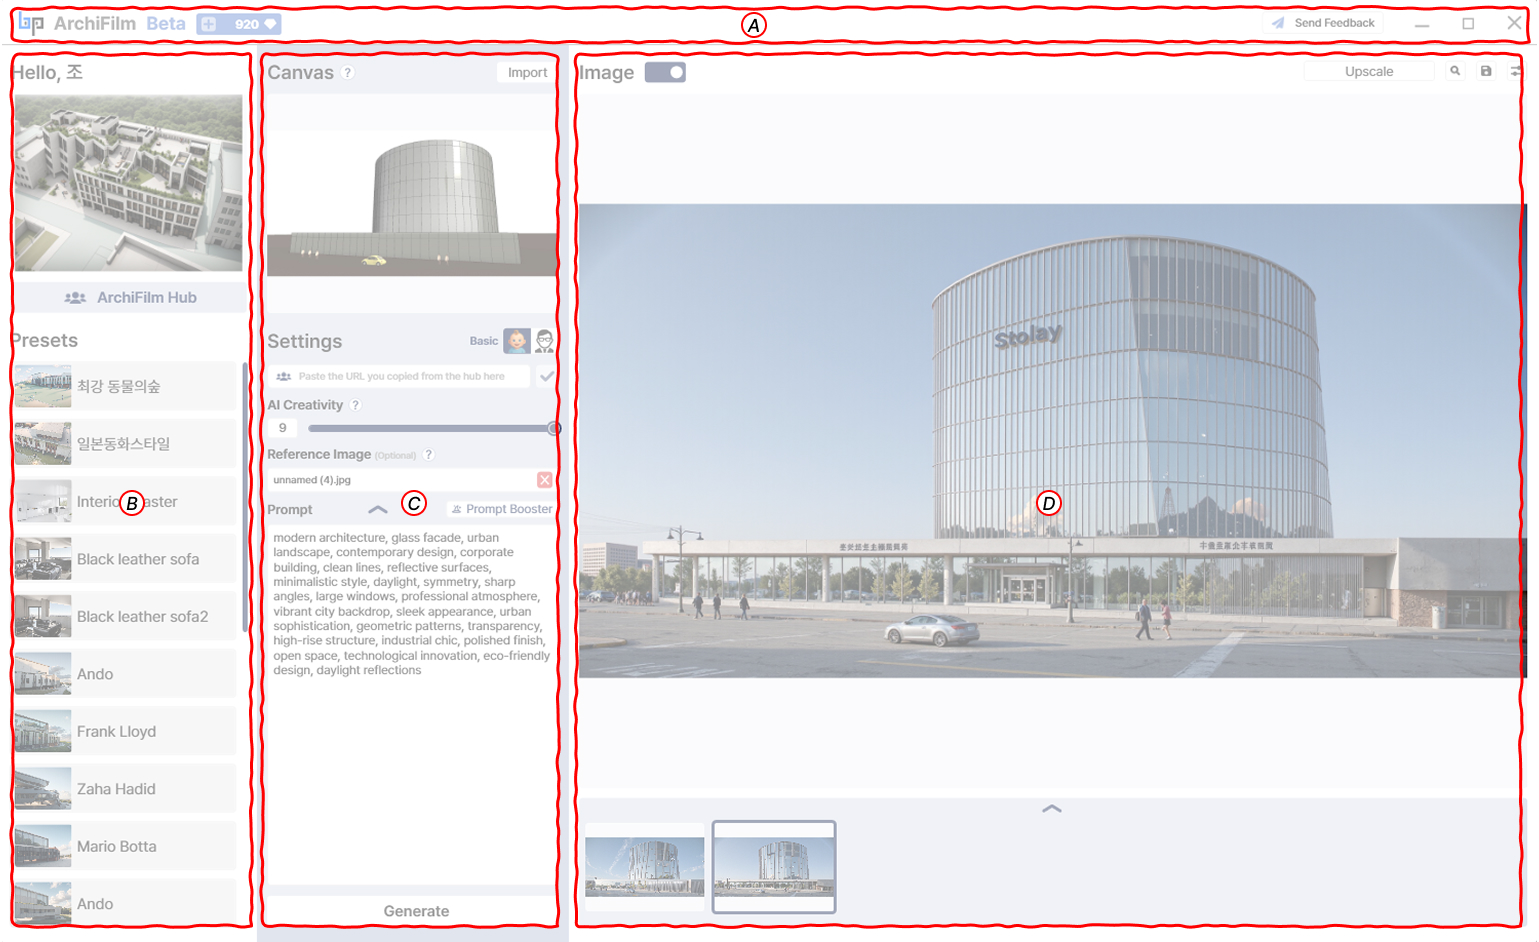 ArchiFilm Beta
920
A
Send Feedback
Hello, 조
ArchiFilm Hub
Presets
최강 동물의숲
일본동화스타일
B
Black leather sofa
Black leather sofa2
Ando
Frank Lloyd
Zaha Hadid
Mario Botta
Ando
Canvas ?
Import
Settings
Basic
Paste the URL you copied from the hub here
AI Creativity ?
9
Reference Image (Optional) ?
unnamed (4).jpg
Prompt
C
Prompt Booster
modern architecture, glass facade, urban
landscape, contemporary design, corporate
building, clean lines, reflective surfaces,
minimalistic style, daylight, symmetry, sharp
angles, large windows, professional atmosphere,
vibrant city backdrop, sleek appearance, urban
sophistication, geometric patterns, transparency,
high-rise structure, industrial chic, polished finish,
open space, technological innovation, eco-friendly
design, daylight reflections
Generate
Image
Upscale
Stolay
D